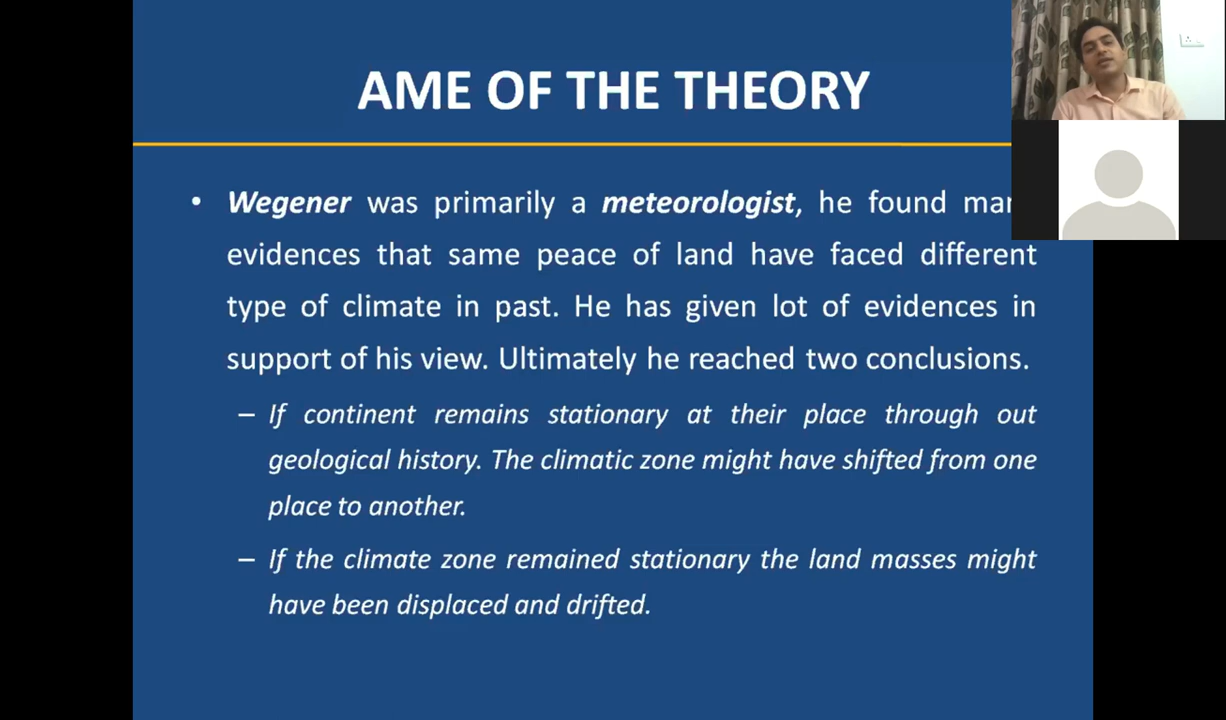 AME OF THE THEORY
• Wegener was primarily a meteorologist, he found
evidences that same peace of land have faced different
type of climate in past. He has given lot of evidences in
support of his view. Ultimately he reached two conclusions.
– If continent remains stationary at their place through out
geological history. The climatic zone might have shifted from one
place to another.
– If the climate zone remained stationary the land masses might
have been displaced and drifted.